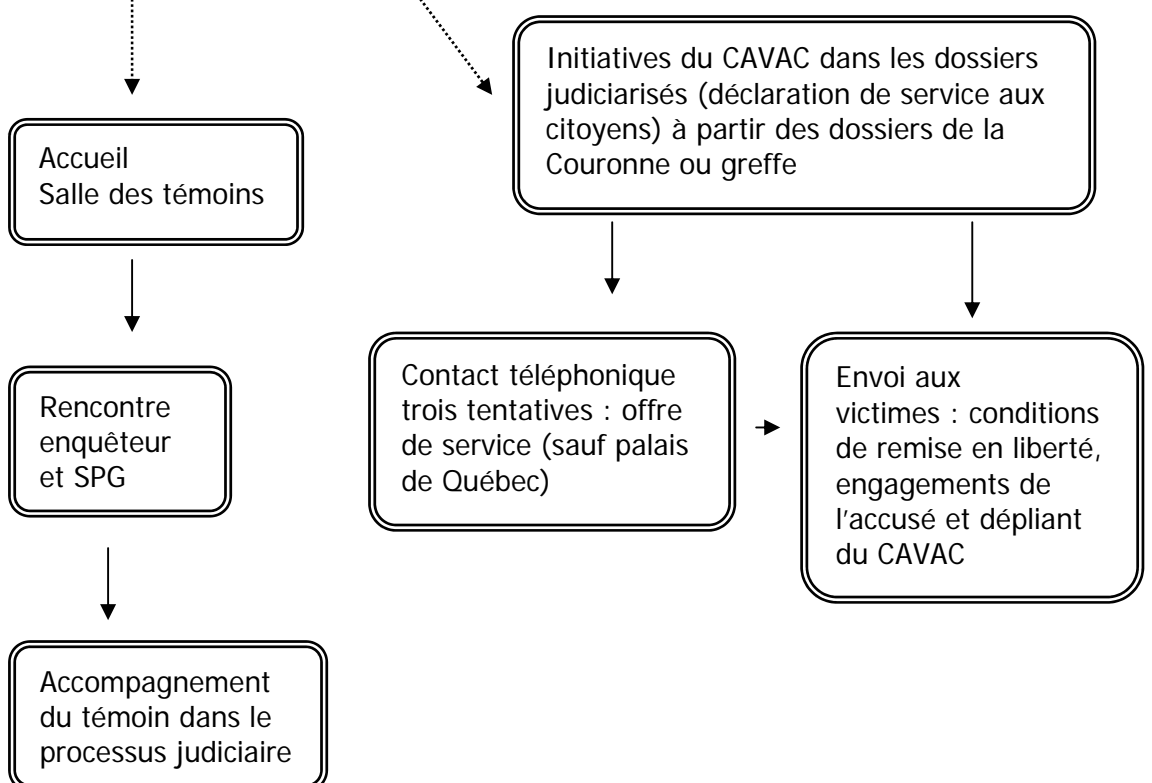 Initiatives du CAVAC dans les dossiers
judiciarisés (déclaration de service aux
citoyens) à partir des dossiers de la
Couronne ou greffe
Accueil
Salle des témoins
Rencontre
enquêteur
et SPG
Contact téléphonique
trois tentatives : offre
de service (sauf palais
de Québec)
Envoi aux
victimes : conditions
de remise en liberté,
engagements de
l'accusé et dépliant
du CAVAC
Accompagnement
du témoin dans le
processus judiciaire